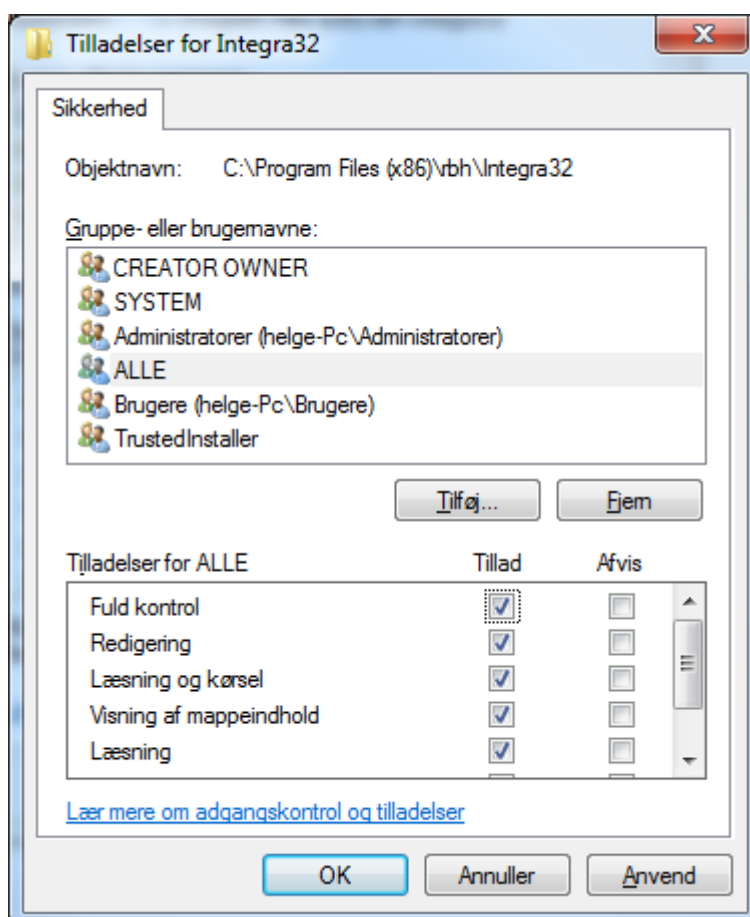 Tilladelser for Integra32
Sikkerhed
Objektnavn: C:\Program Files (x86)\rbh\Integra32
Gruppe- eller brugernavne:
CREATOR OWNER
SYSTEM
Administratorer (helge-Pc\Administratorer)
ALLE
Brugere (helge-Pc\Brugere)
TrustedInstaller
Tilføj... Fjern
Tilladelser for ALLE Tillad Afvis
Fuld kontrol
Redigering
Læsning og kørsel
Visning af mappeindhold
Læsning
Lær mere om adgangskontrol og tilladelser
OK Annuller Anvend